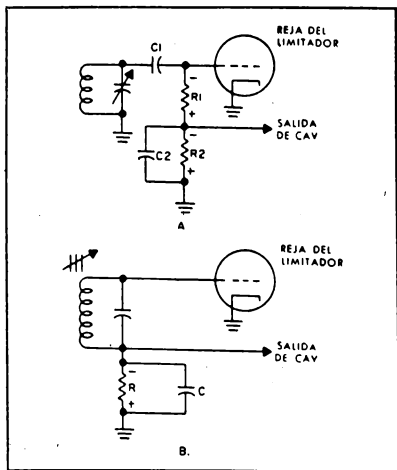 REJA DEL
LIMITADOR
C1
-
R1
+
SALIDA
DE CAV
-
C2
R2
+
A
REJA DEL
LIMITADOR
SALIDA
DE CAV
-
R
C
+
B.